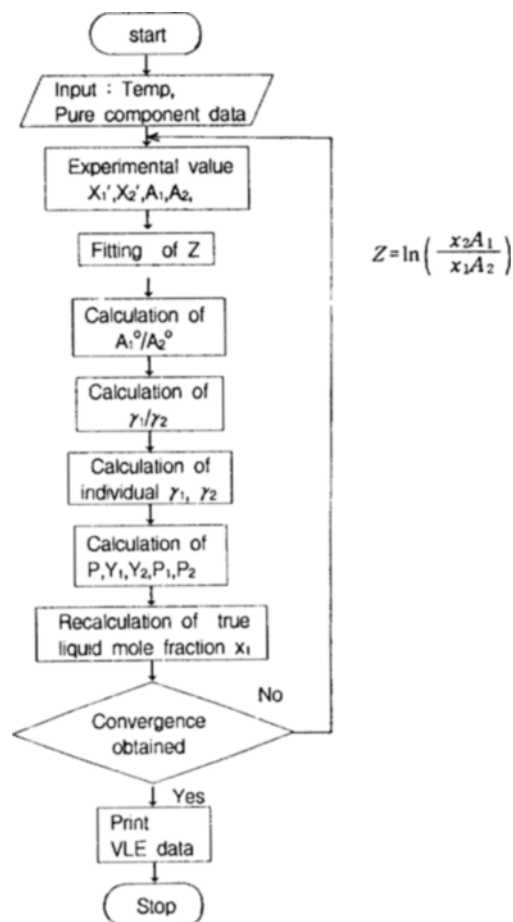 start
Input : Temp,
Pure component data
Experimental value
X₁′,X₂′,A₁,A₂,
Fitting of Z
Z=ln(x₂A₁/x₁A₂)
Calculation of
A₁°/A₂°
Calculation of
γ₁/γ₂
Calculation of
individual γ₁, γ₂
Calculation of
P,Y₁,Y₂,P₁,P₂
Recalculation of true
liquid mole fraction x₁
No
Convergence
obtained
Yes
Print
VLE data
Stop